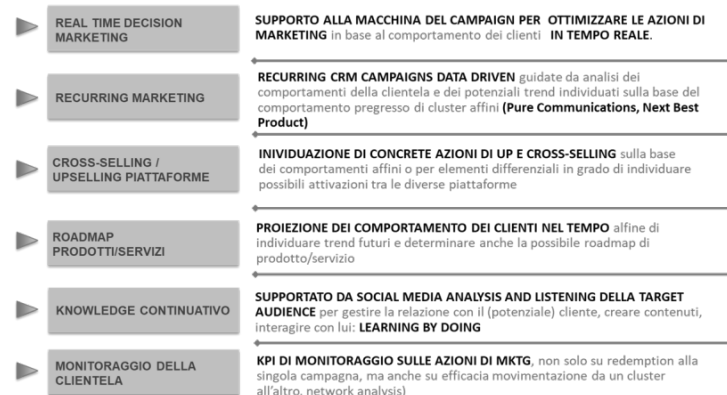 REAL TIME DECISION
MARKETING
SUPPORTO ALLA MACCHINA DEL CAMPAIGN PER OTTIMIZZARE LE AZIONI DI
MARKETING in base al comportamento dei clienti IN TEMPO REALE.
RECURRING MARKETING
RECURRING CRM CAMPAIGNS DATA DRIVEN guidate da analisi dei
comportamenti della clientela e dei potenziali trend individuati sulla base del
comportamento pregresso di cluster affini (Pure Communications, Next Best
Product)
CROSS-SELLING /
UPSELLING PIATTAFORME
INIVIDUAZIONE DI CONCRETE AZIONI DI UP E CROSS-SELLING sulla base
dei comportamenti affini o per elementi differenziali in grado di individuare
possibili attivazioni tra le diverse piattaforme
ROADMAP
PRODOTTI/SERVIZI
PROIEZIONE DEI COMPORTAMENTO DEI CLIENTI NEL TEMPO alfine di
individuare trend futuri e determinare anche la possibile roadmap di
prodotto/servizio
KNOWLEDGE CONTINUATIVO
SUPPORTATO DA SOCIAL MEDIA ANALYSIS AND LISTENING DELLA TARGET
AUDIENCE per gestire la relazione con il (potenziale) cliente, creare contenuti,
interagire con lui: LEARNING BY DOING
MONITORAGGIO DELLA
CLIENTELA
KPI DI MONITORAGGIO SULLE AZIONI DI MKTG, non solo su redemption alla
singola campagna, ma anche su efficacia movimentazione da un cluster
all'altro, network analysis)